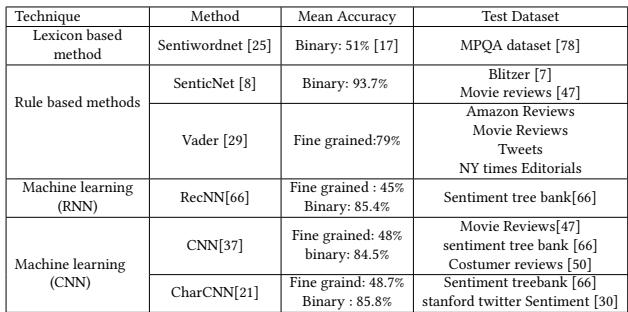 Technique Method Mean Accuracy Test Dataset
Lexicon based method Sentiwordnet [25] Binary: 51% [17] MPQA dataset [78]
Rule based methods SenticNet [8] Binary: 93.7% Blitzer [7]
Movie reviews [47]
Vader [29] Fine grained:79% Amazon Reviews
Movie Reviews
Tweets
NY times Editorials
Machine learning (RNN) RecNN[66] Fine grained : 45%
Binary: 85.4% Sentiment tree bank[66]
Machine learning (CNN) CNN[37] Fine grained: 48%
binary: 84.5% Movie Reviews[47]
sentiment tree bank [66]
Costumer reviews [50]
CharCNN[21] Fine graind: 48.7%
Binary : 85.8% Sentiment treebank [66]
stanford twitter Sentiment [30]